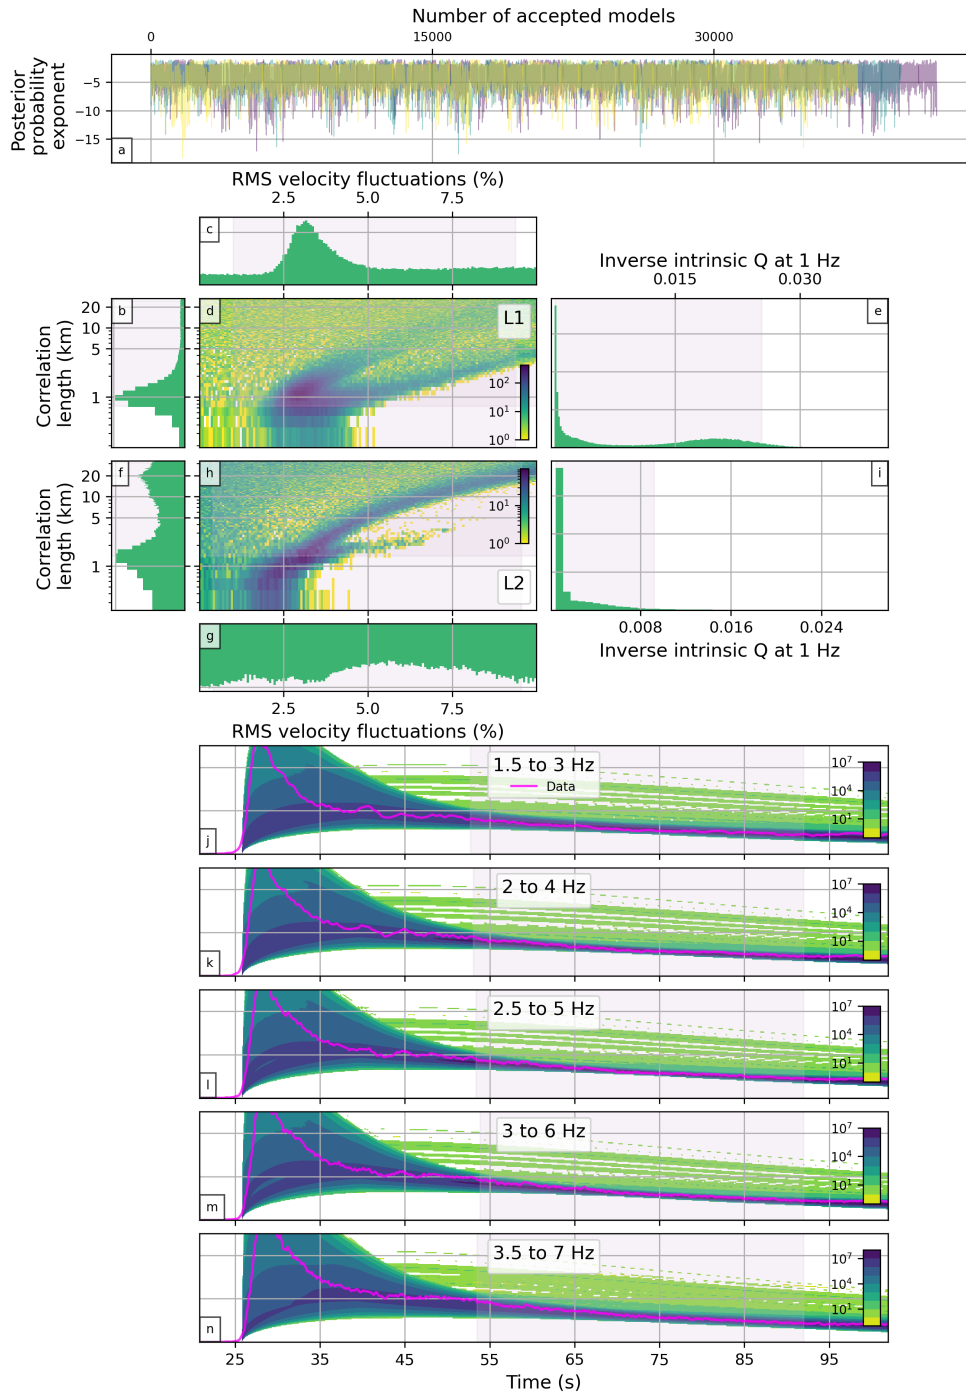 Number of accepted models
0 15000 30000
Posterior
probability
exponent
−5
−10
−15
a
RMS velocity fluctuations (%)
2.5 5.0 7.5
c
Inverse intrinsic Q at 1 Hz
0.015 0.030
Correlation
length (km)
20
10
5
1
b
d
L1
10²
10¹
10⁰
e
Correlation
length (km)
20
10
5
1
f
h
10¹
10⁰
L2
i
0.008 0.016 0.024
Inverse intrinsic Q at 1 Hz
g
2.5 5.0 7.5
RMS velocity fluctuations (%)
1.5 to 3 Hz
Data
10⁷
10⁴
10¹
j
2 to 4 Hz
10⁷
10⁴
10¹
k
2.5 to 5 Hz
10⁷
10⁴
10¹
l
3 to 6 Hz
10⁷
10⁴
10¹
m
3.5 to 7 Hz
10⁷
10⁴
10¹
n
25 35 45 55 65 75 85 95
Time (s)